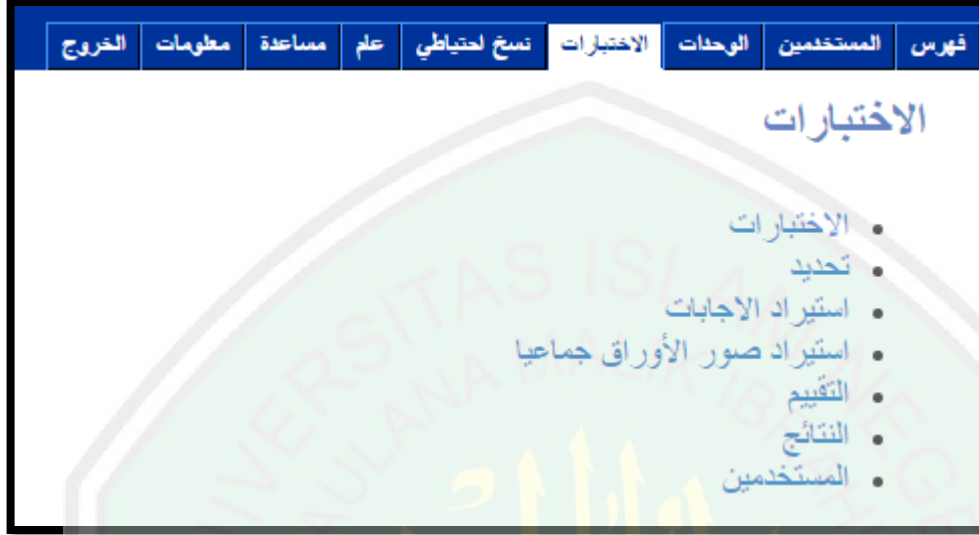 فهرس المستخدمين الوحدات الاختبارات نسخ احتياطي عام مساعدة معلومات الخروج
الاختبارات
الاختبارات
تحديد
استيراد الاجابات
استيراد صور الأوراق جماعيا
التقييم
النتائج
المستخدمين